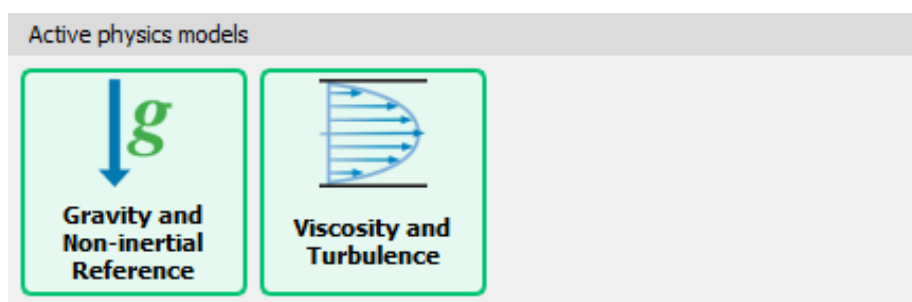 Active physics models
g
Gravity and
Non-inertial
Reference
Viscosity and
Turbulence